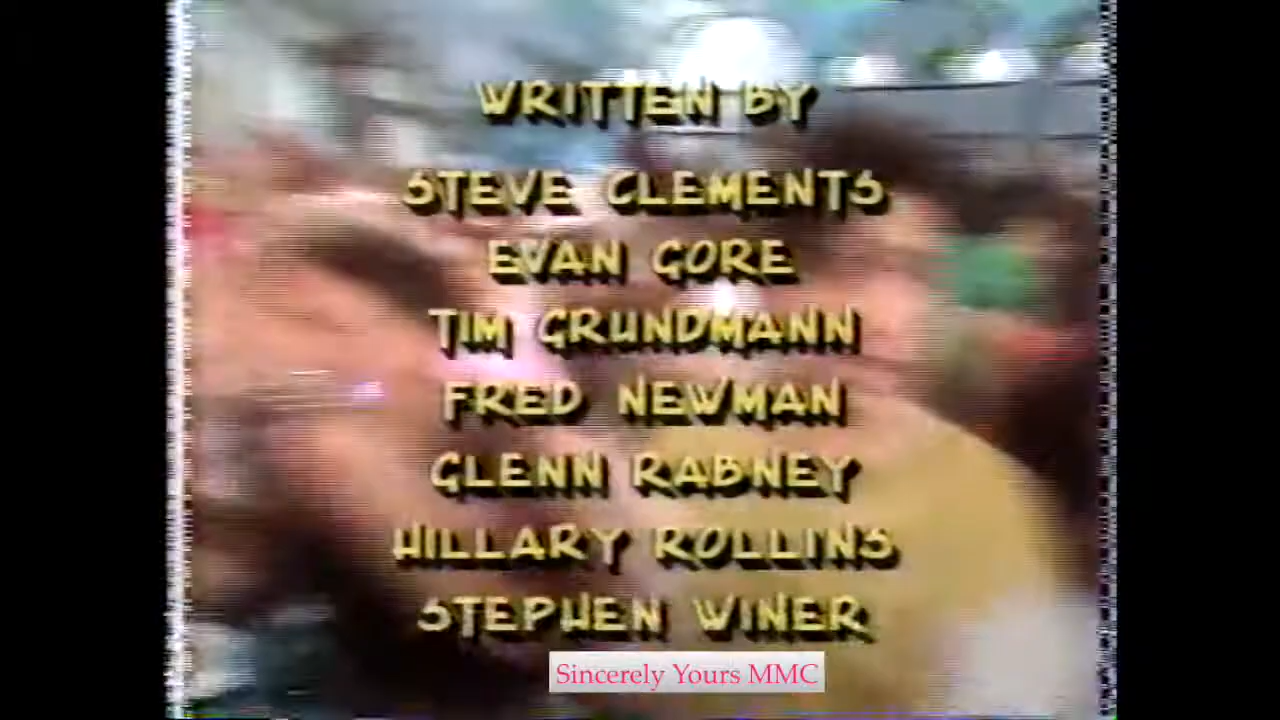 WRITTEN BY
STEVE CLEMENTS
EVAN GORE
TIM GRUNDMANN
FRED NEWMAN
GLENN RABNEY
HILLARY ROLLINS
STEPHEN WINER
Sincerely Yours MMC